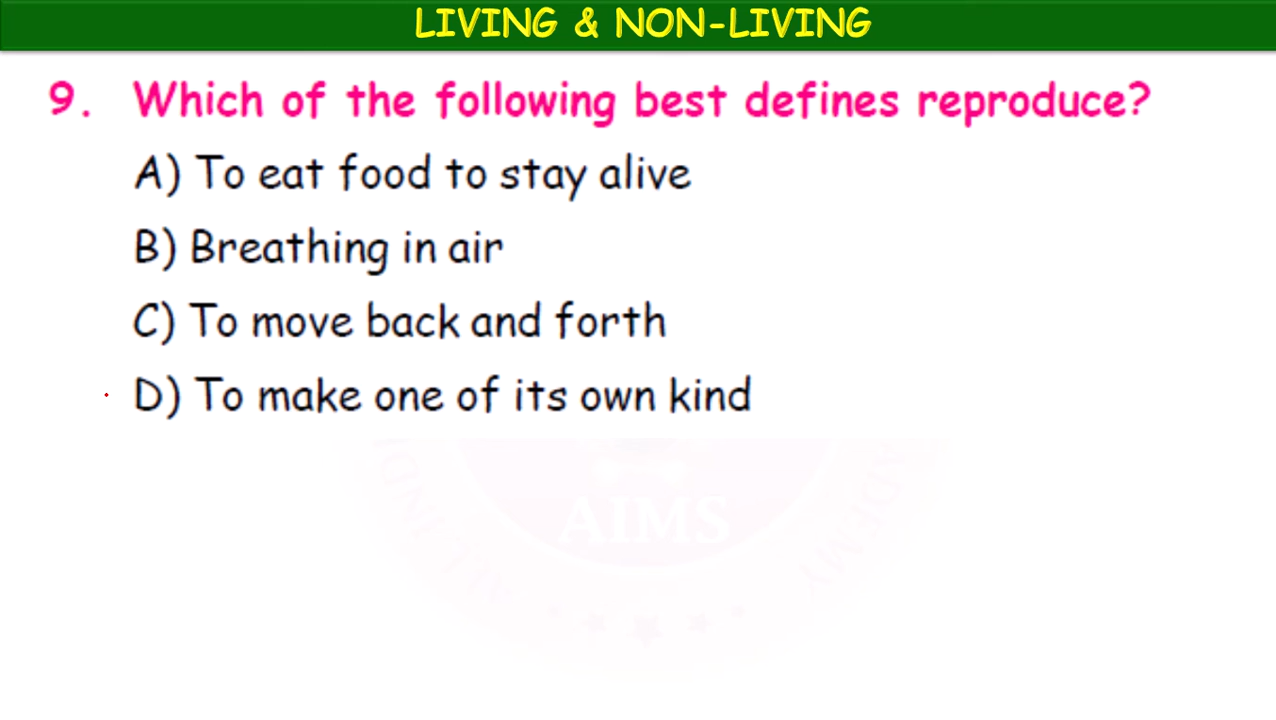 LIVING & NON-LIVING
9. Which of the following best defines reproduce?
A) To eat food to stay alive
B) Breathing in air
C) To move back and forth
D) To make one of its own kind
AIMS